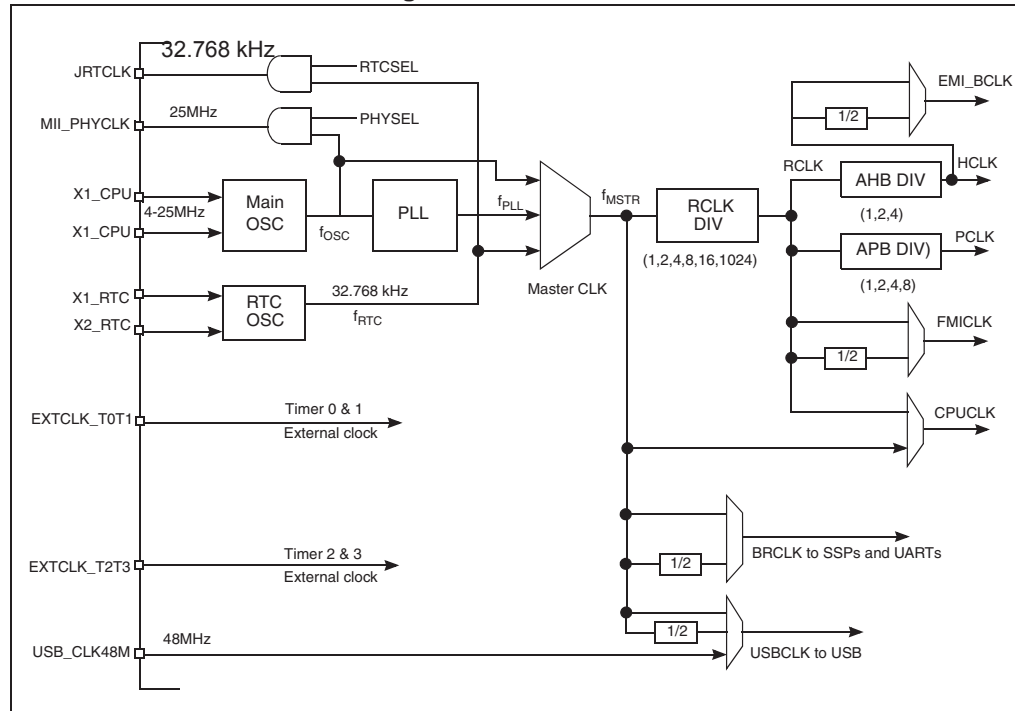 32.768 kHz
JRTCLK
RTCSEL
MII_PHYCLK
25MHz
PHYSEL
X1_CPU
4-25MHz
X1_CPU
Main
OSC
fOSC
PLL
fPLL
Master CLK
fMSTR
RCLK
DIV
(1,2,4,8,16,1024)
RCLK
AHB DIV
(1,2,4)
HCLK
1/2
EMI_BCLK
APB DIV)
(1,2,4,8)
PCLK
1/2
FMICLK
CPUCLK
X1_RTC
X2_RTC
RTC
OSC
32.768 kHz
fRTC
EXTCLK_T0T1
Timer 0 & 1
External clock
1/2
BRCLK to SSPs and UARTs
EXTCLK_T2T3
Timer 2 & 3
External clock
1/2
USBCLK to USB
USB_CLK48M
48MHz